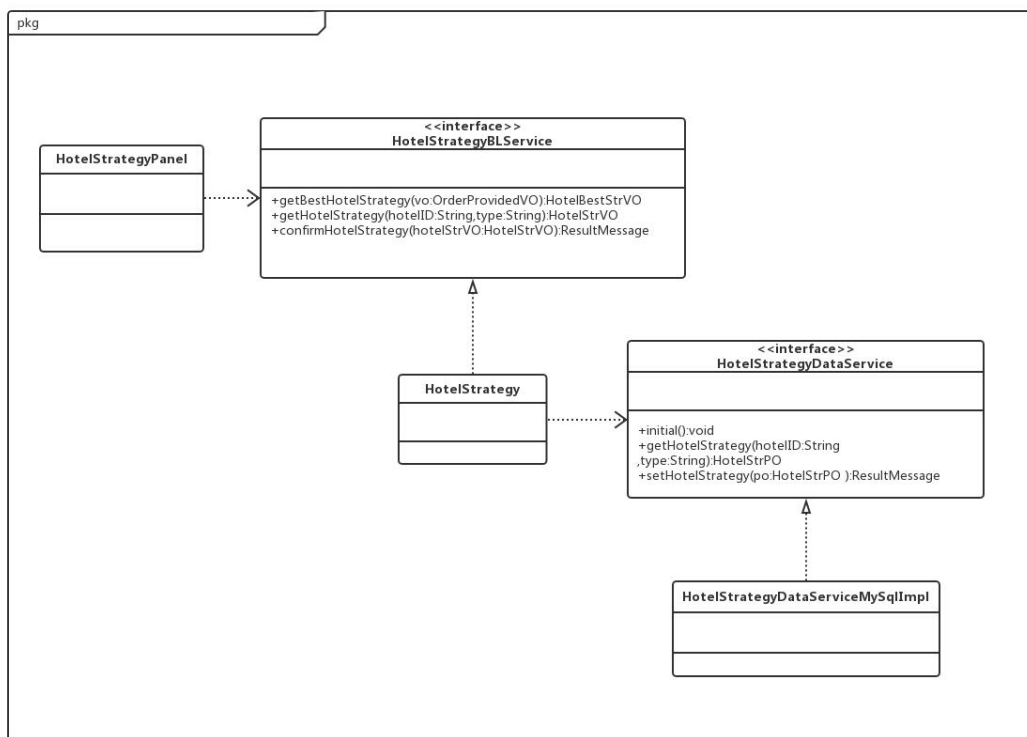 pkg
HotelStrategyPanel
<<interface>>
HotelStrategyBLService
+getBestHotelStrategy(vo:OrderProvidedVO):HotelBestStrVO
+getHotelStrategy(hotelID:String,type:String):HotelStrVO
+confirmHotelStrategy(hotelStrVO:HotelStrVO):ResultMessage
HotelStrategy
<<interface>>
HotelStrategyDataService
+initial():void
+getHotelStrategy(hotelID:String
,type:String):HotelStrPO
+setHotelStrategy(po:HotelStrPO ):ResultMessage
HotelStrategyDataServiceMySqlImpl